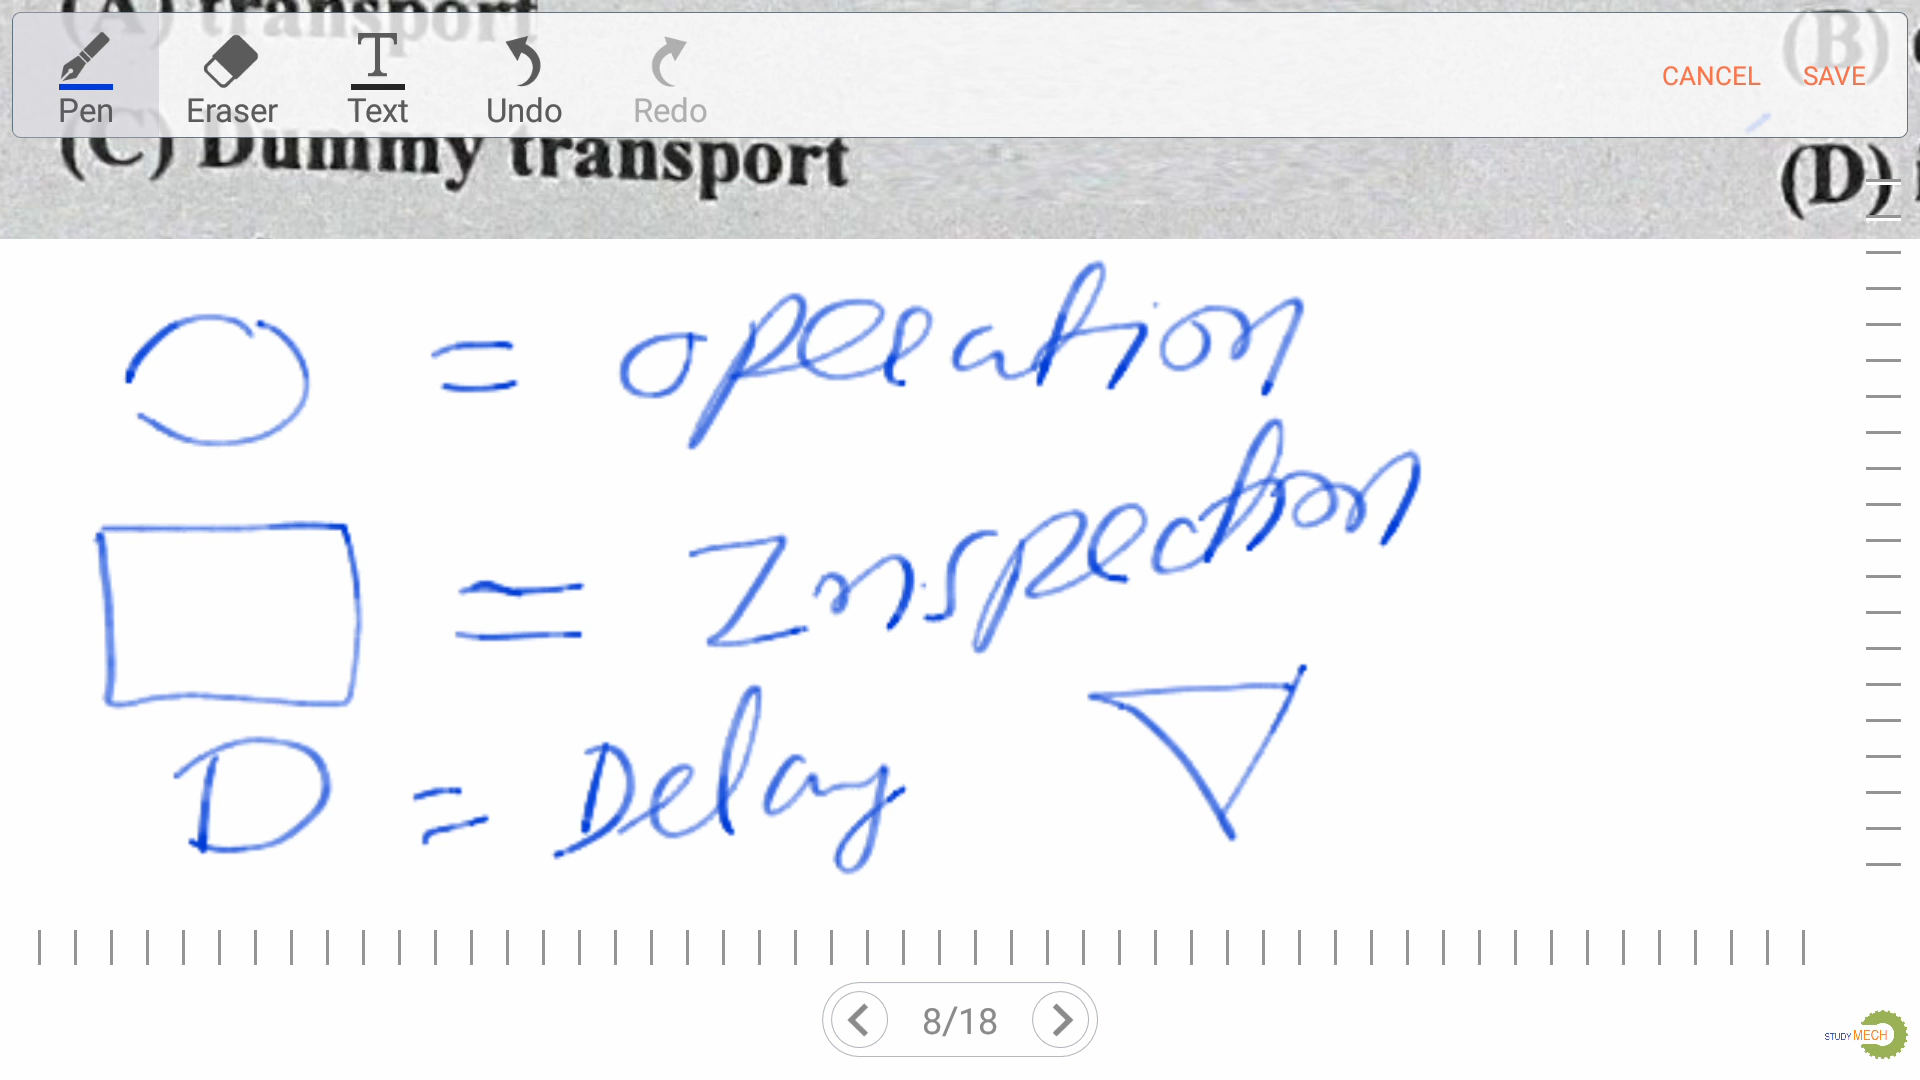 (A) transport
(B)
Pen
Eraser
Text
Undo
Redo
CANCEL
SAVE
(C) Dummy transport
(D)
= operation
= Inspection
D = Delay
8/18
STUDY MECH